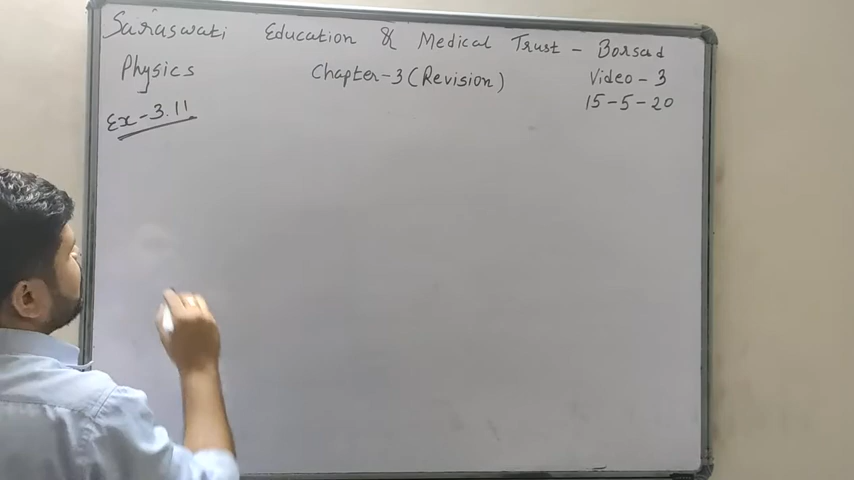 Saraswati Education & Medical Trust - Borsad
Physics Chapter-3 (Revision) Video - 3
15-5-20
Ex-3.11